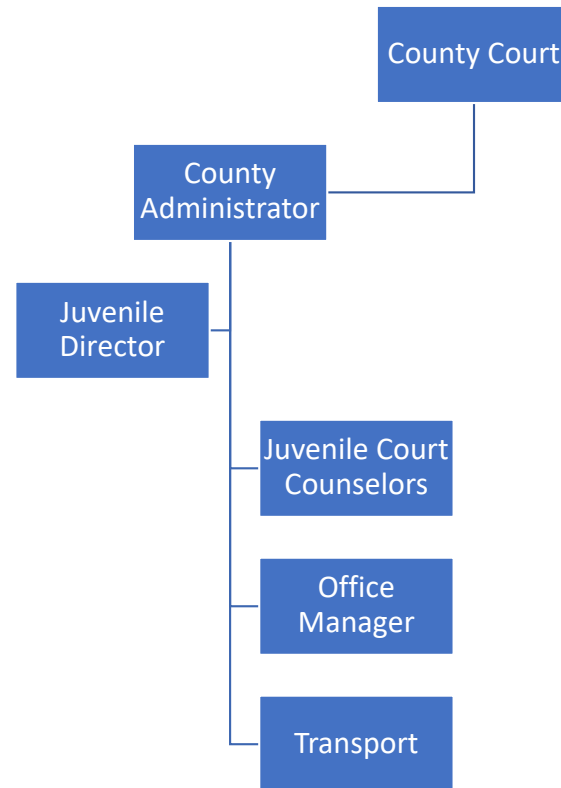 County Court
County
Administrator
Juvenile
Director
Juvenile Court
Counselors
Office
Manager
Transport